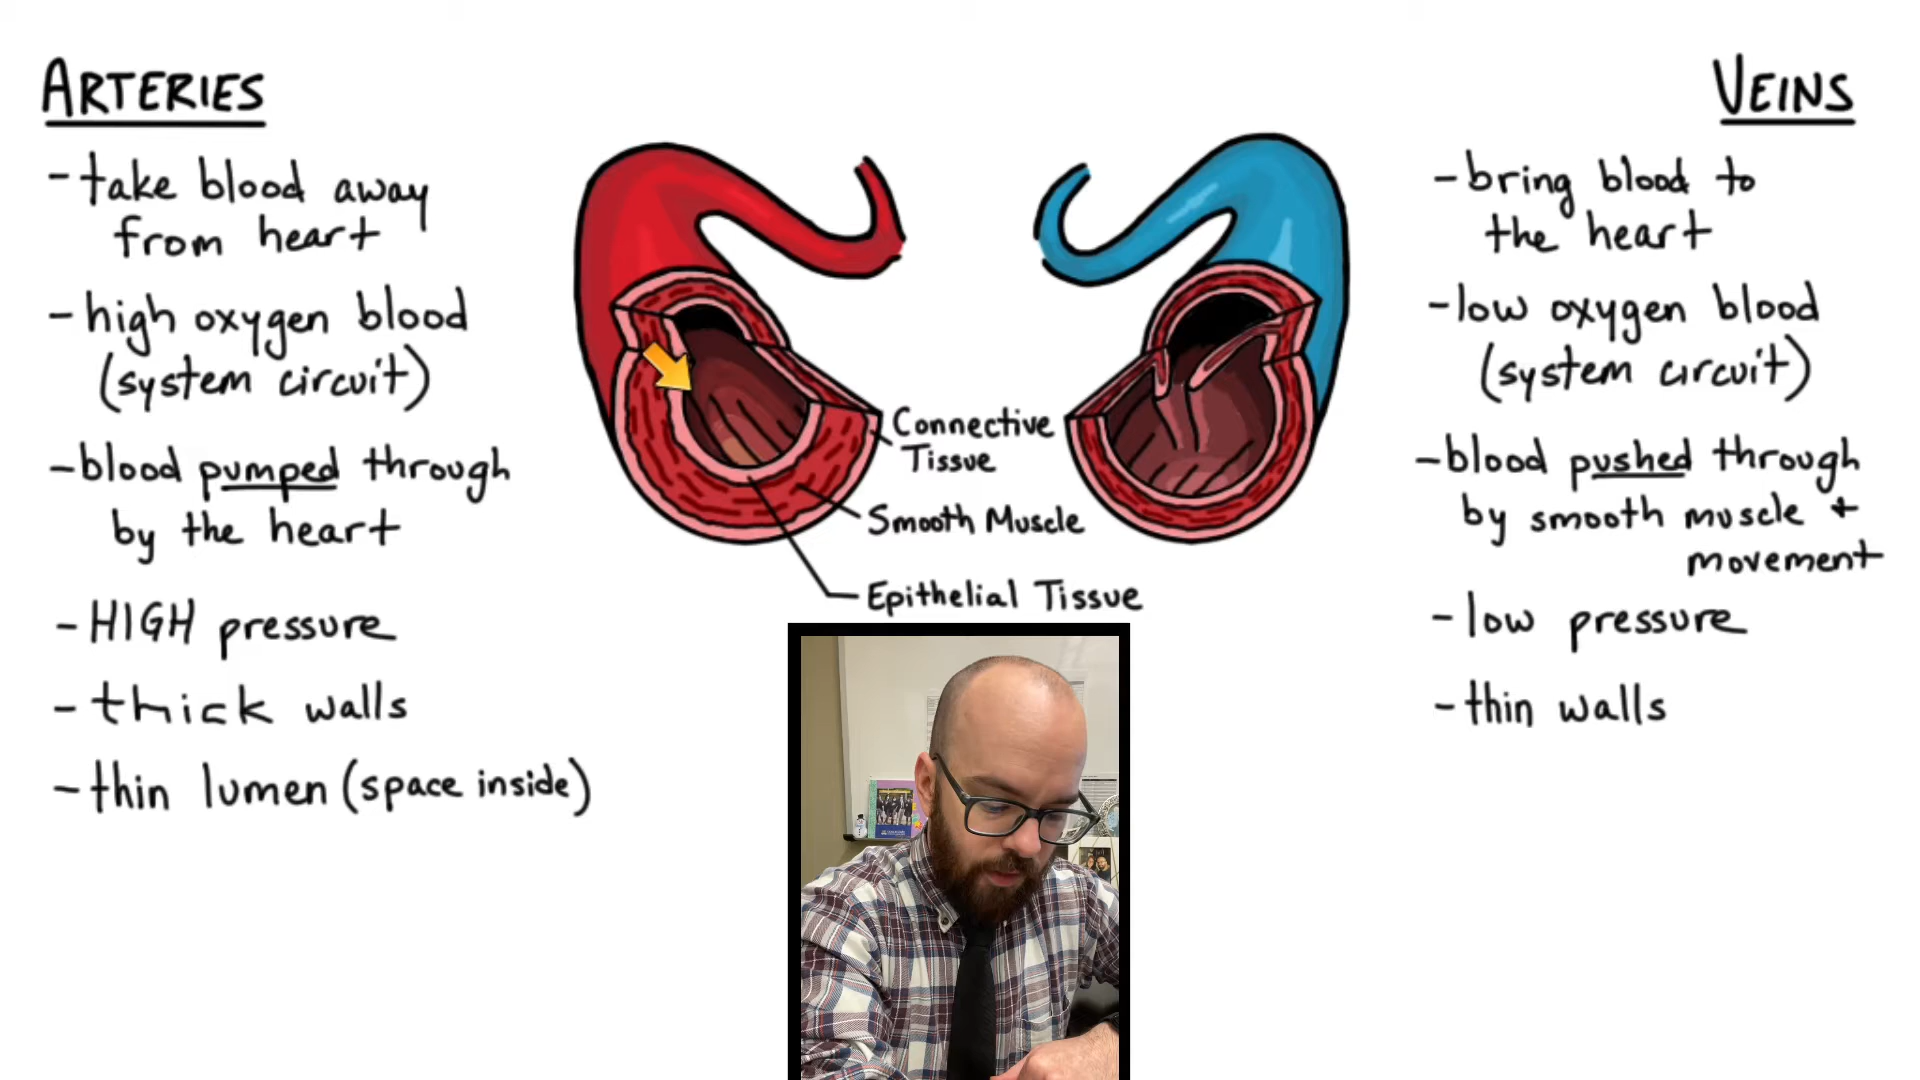 ARTERIES
-take blood away
from heart
-high oxygen blood
(system circuit)
-blood pumped through
by the heart
-HIGH pressure
-thick walls
-thin lumen (space inside)
Connective
Tissue
Smooth Muscle
Epithelial Tissue
VEINS
-bring blood to
the heart
-low oxygen blood
(system circuit)
-blood pushed through
by smooth muscle +
movement
-low pressure
-thin walls